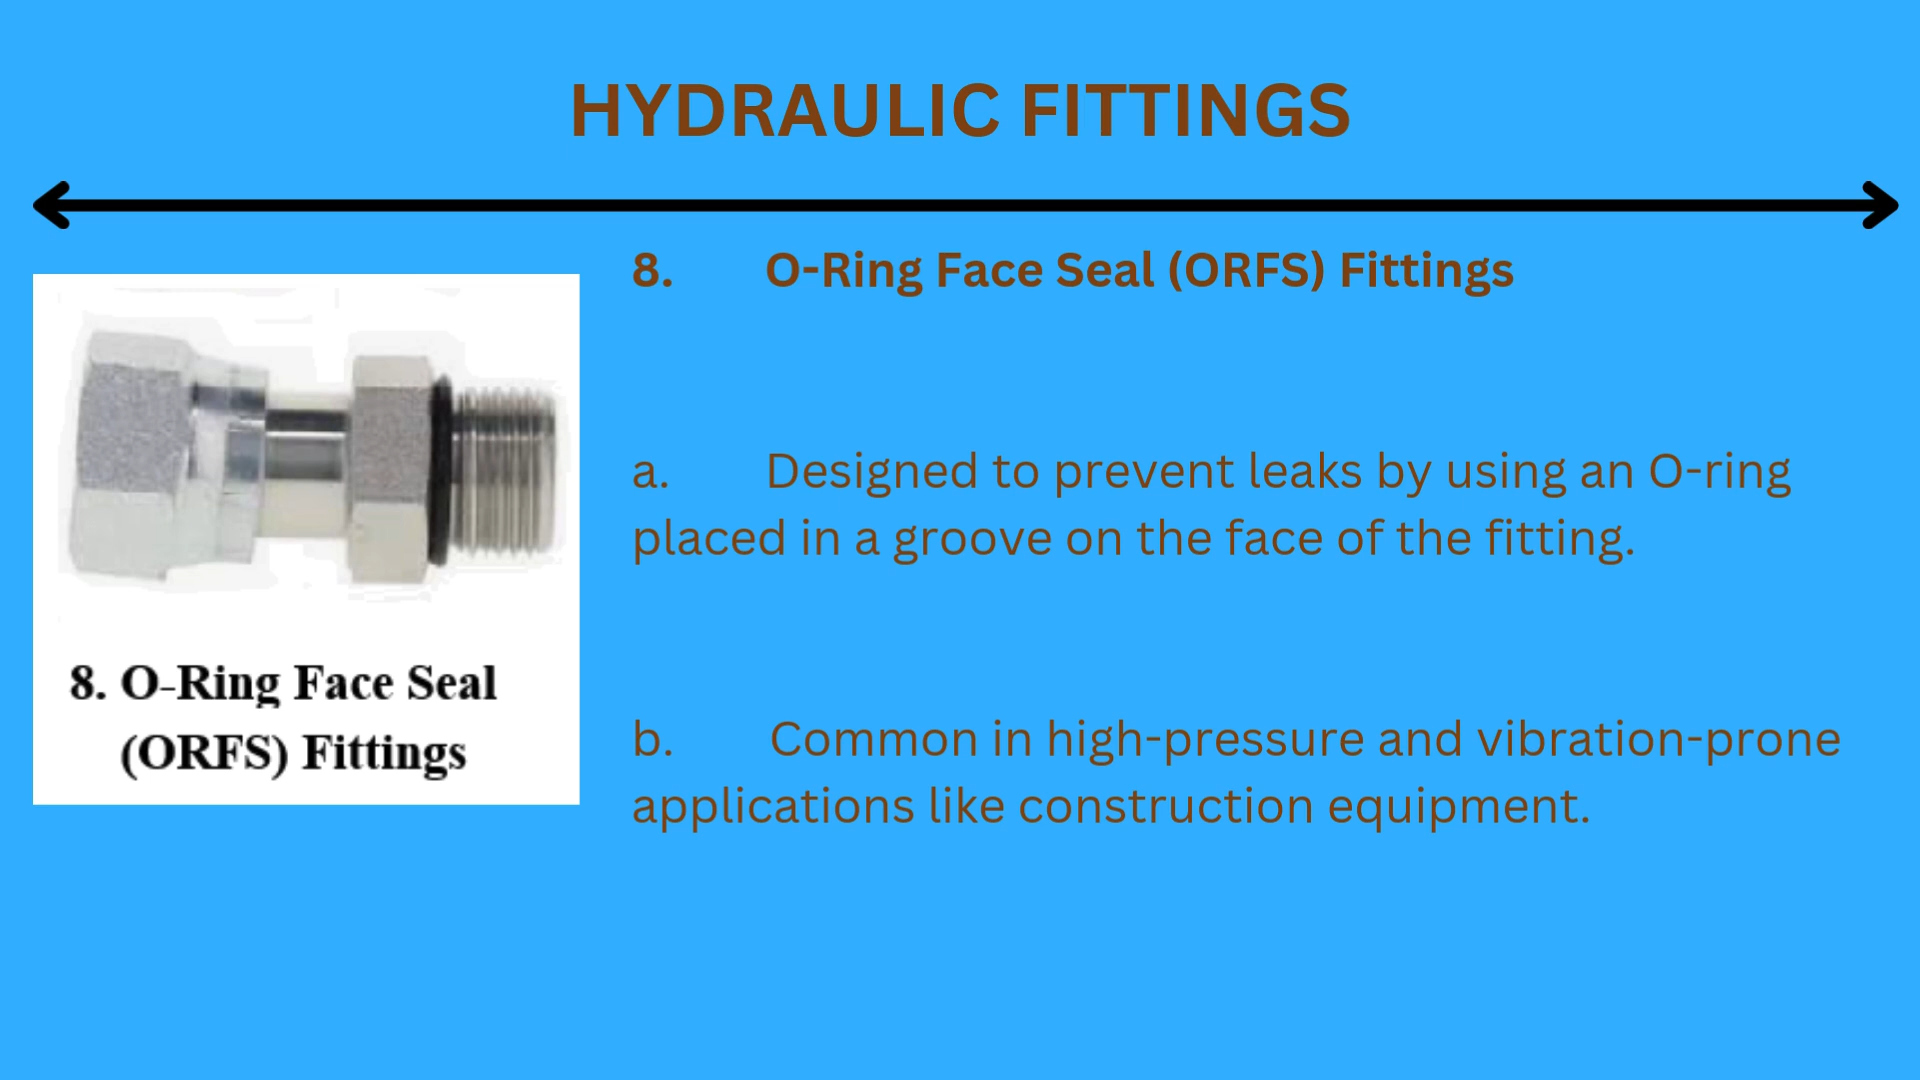 HYDRAULIC FITTINGS
8. O-Ring Face Seal (ORFS) Fittings
a. Designed to prevent leaks by using an O-ring
placed in a groove on the face of the fitting.
b. Common in high-pressure and vibration-prone
applications like construction equipment.
8. O-Ring Face Seal
(ORFS) Fittings